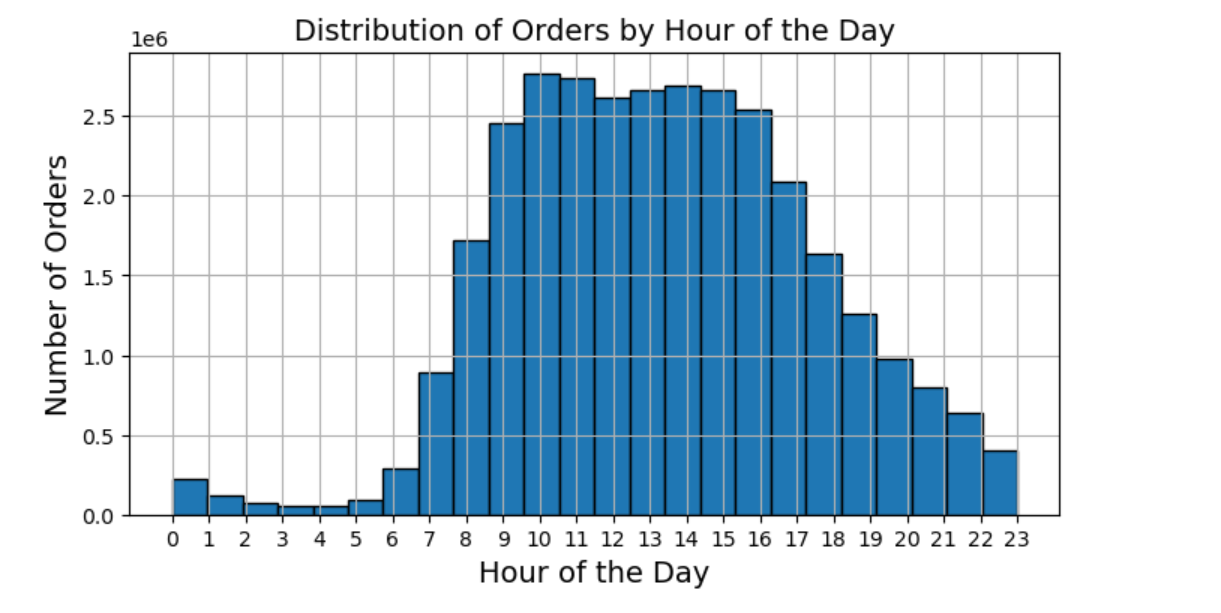 Distribution of Orders by Hour of the Day
1e6
2.5
2.0
1.5
1.0
0.5
0.0
Number of Orders
0 1 2 3 4 5 6 7 8 9 10 11 12 13 14 15 16 17 18 19 20 21 22 23
Hour of the Day